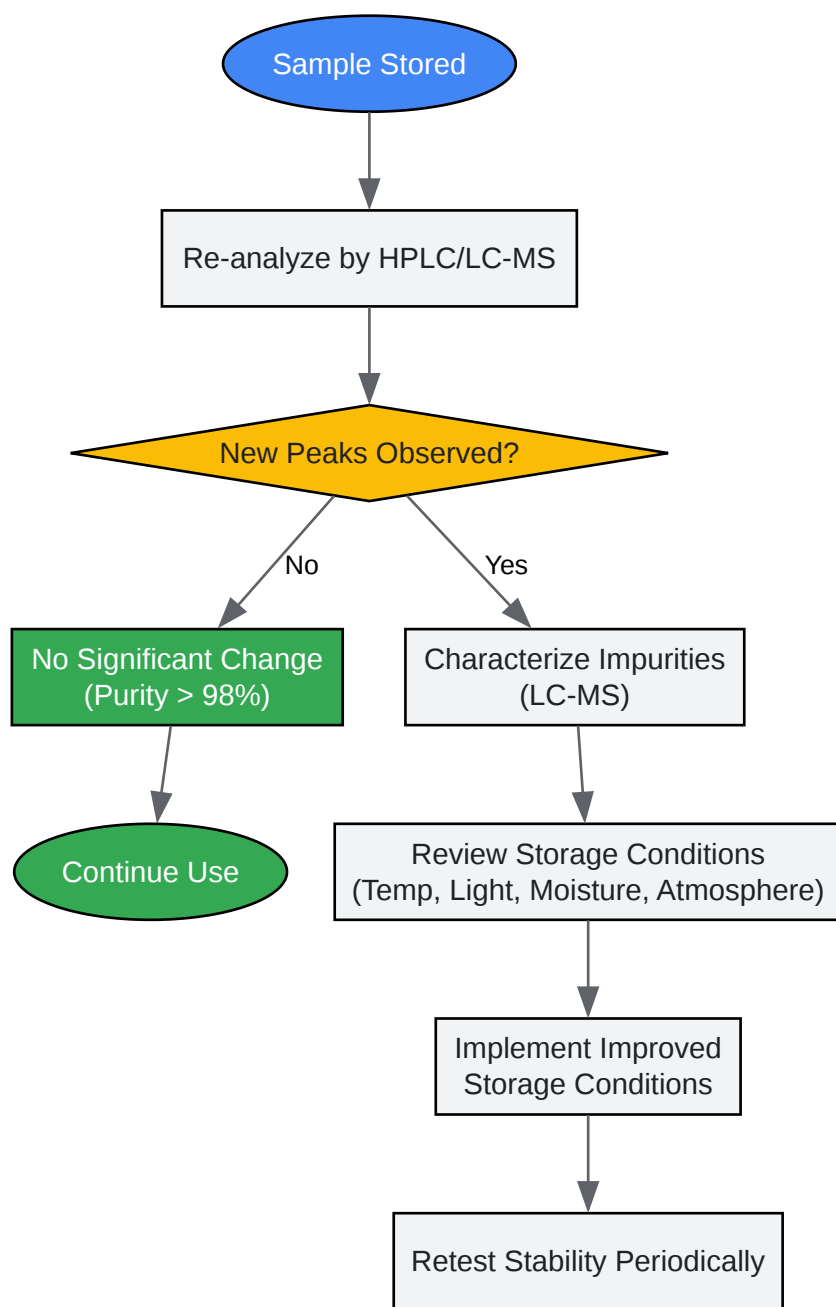 Sample Stored
Re-analyze by HPLC/LC-MS
New Peaks Observed?
No
Yes
No Significant Change
(Purity > 98%)
Characterize Impurities
(LC-MS)
Continue Use
Review Storage Conditions
(Temp, Light, Moisture, Atmosphere)
Implement Improved
Storage Conditions
Retest Stability Periodically